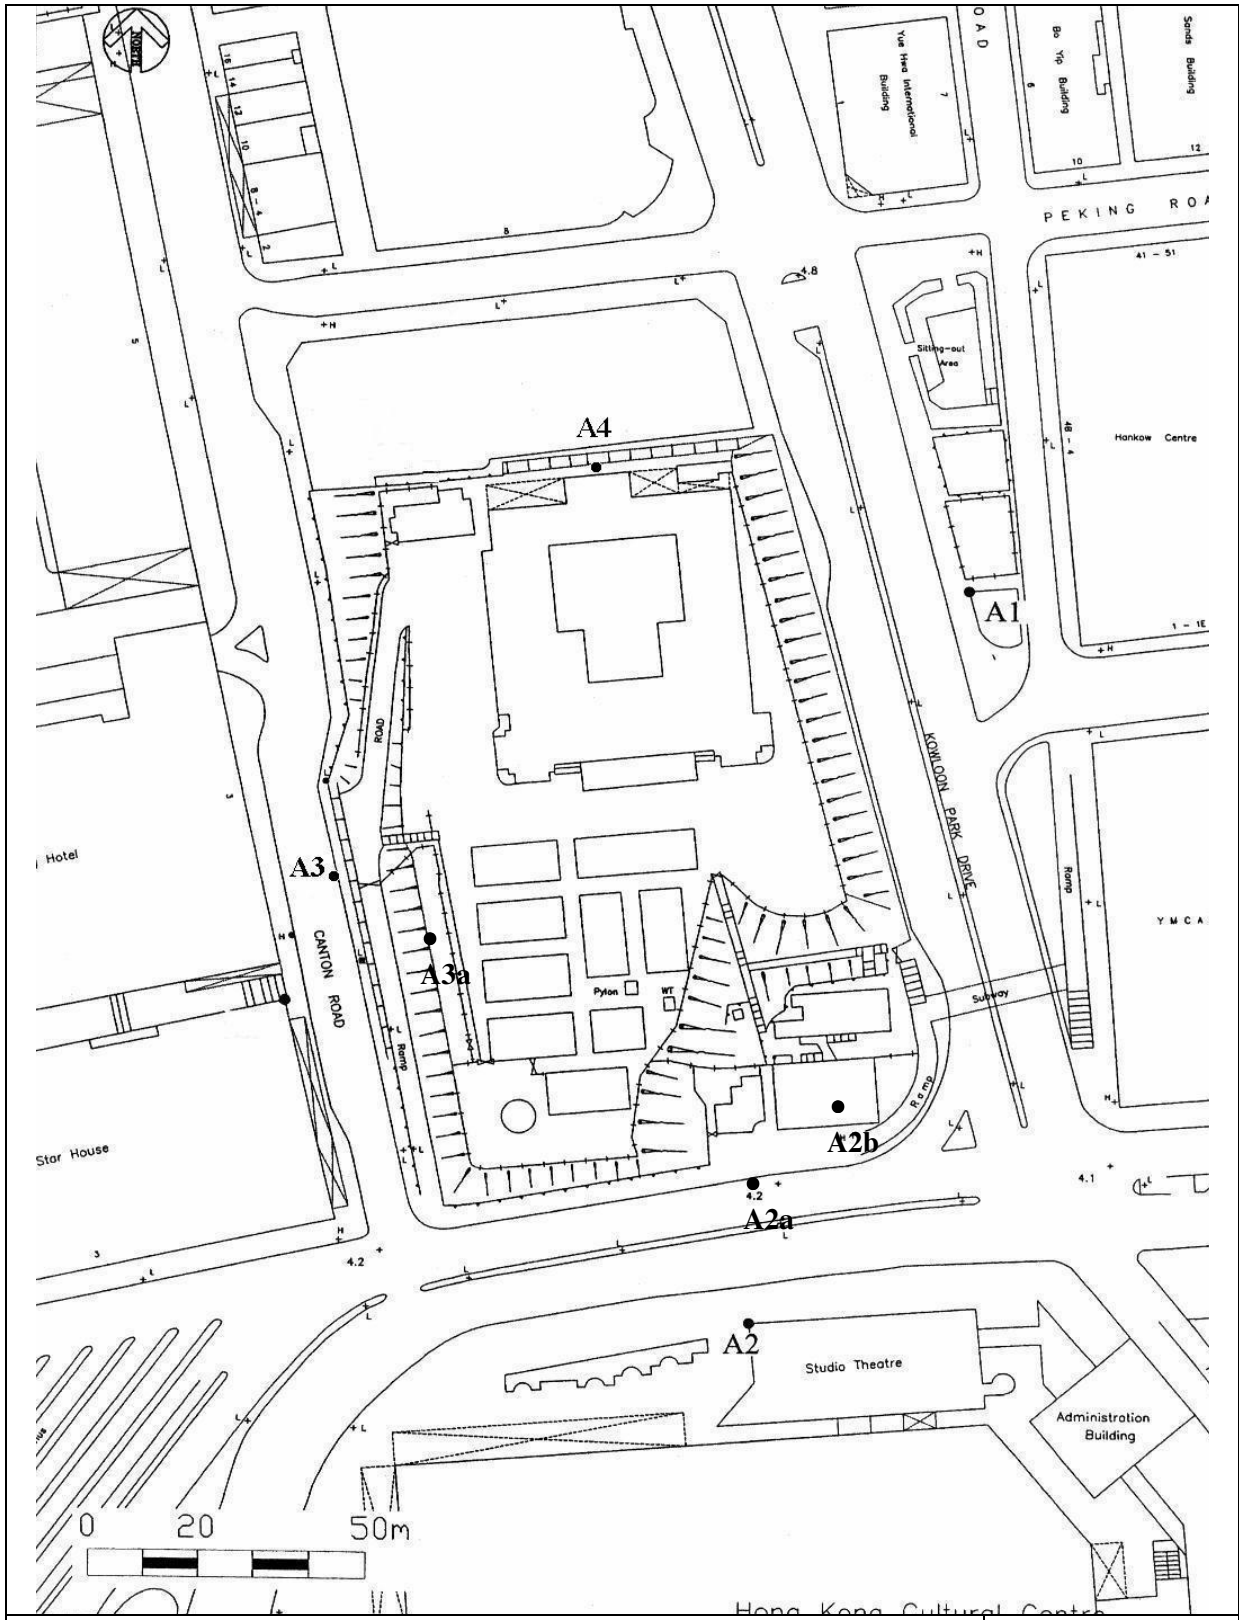 NORTH
16
14
12
10
8 - 4
2
8
OAD
Yue Hwa International
Building
1
7
Bo Yip Building
6
10
Sands Building
12
PEKING ROA
41 - 51
4.8
Sitting-out
Area
4B - 4
Hankow Centre
A4
A1
1 - 1E
1
5
ROAD
KOWLOON PARK DRIVE
3
Hotel
A3
CANTON ROAD
A3a
Ramp
YMCA
Pylon
WT
Subway
Ramp
Ramp
A2b
4.2
A2a
4.1
Star House
3
4.2
A2
Studio Theatre
Administration
Building
0 20 50m
Hong Kong Cultural Centre